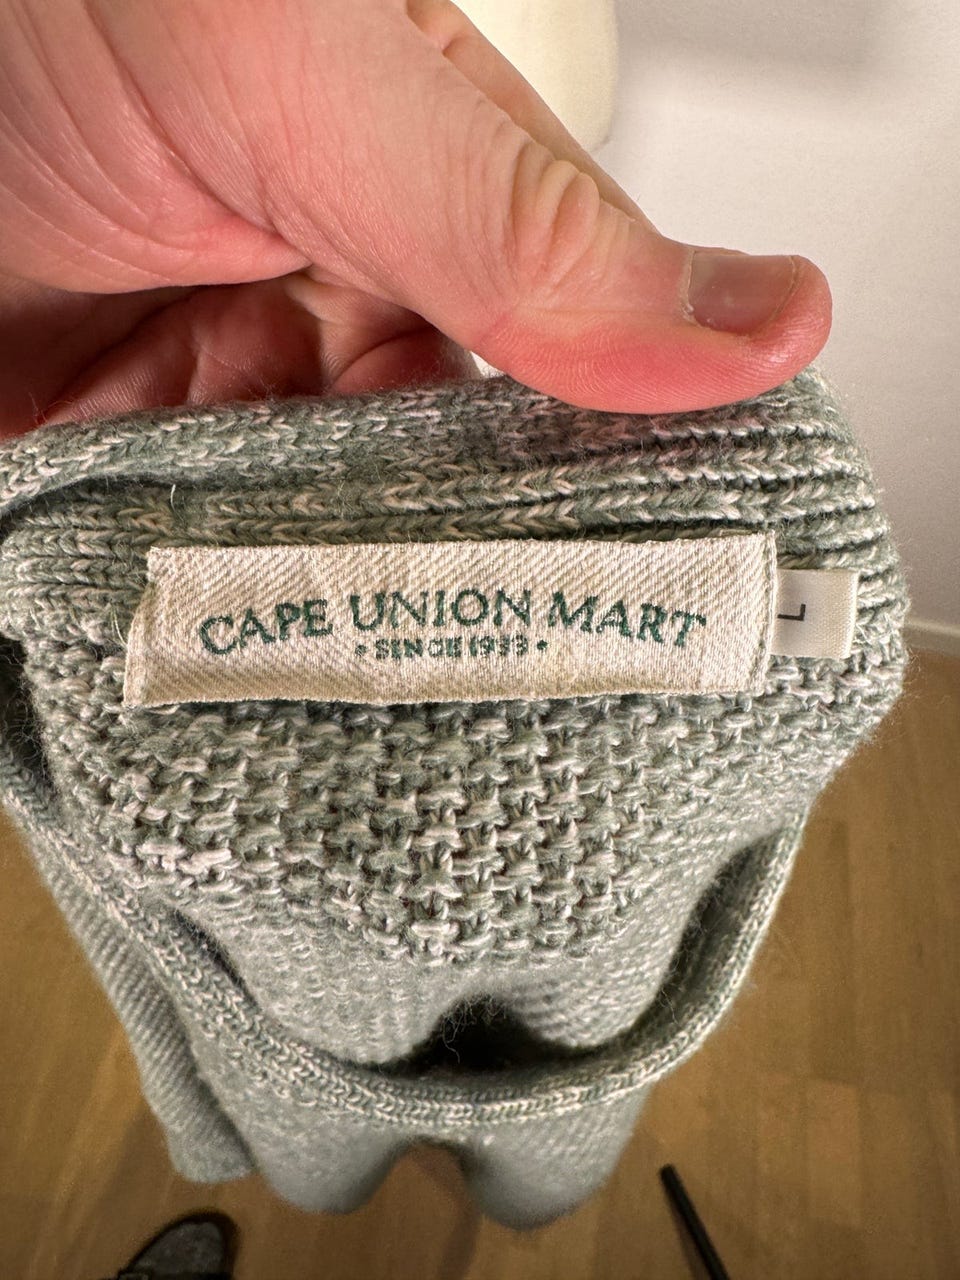 CAPE UNION MART
• SINCE 1933 •
L